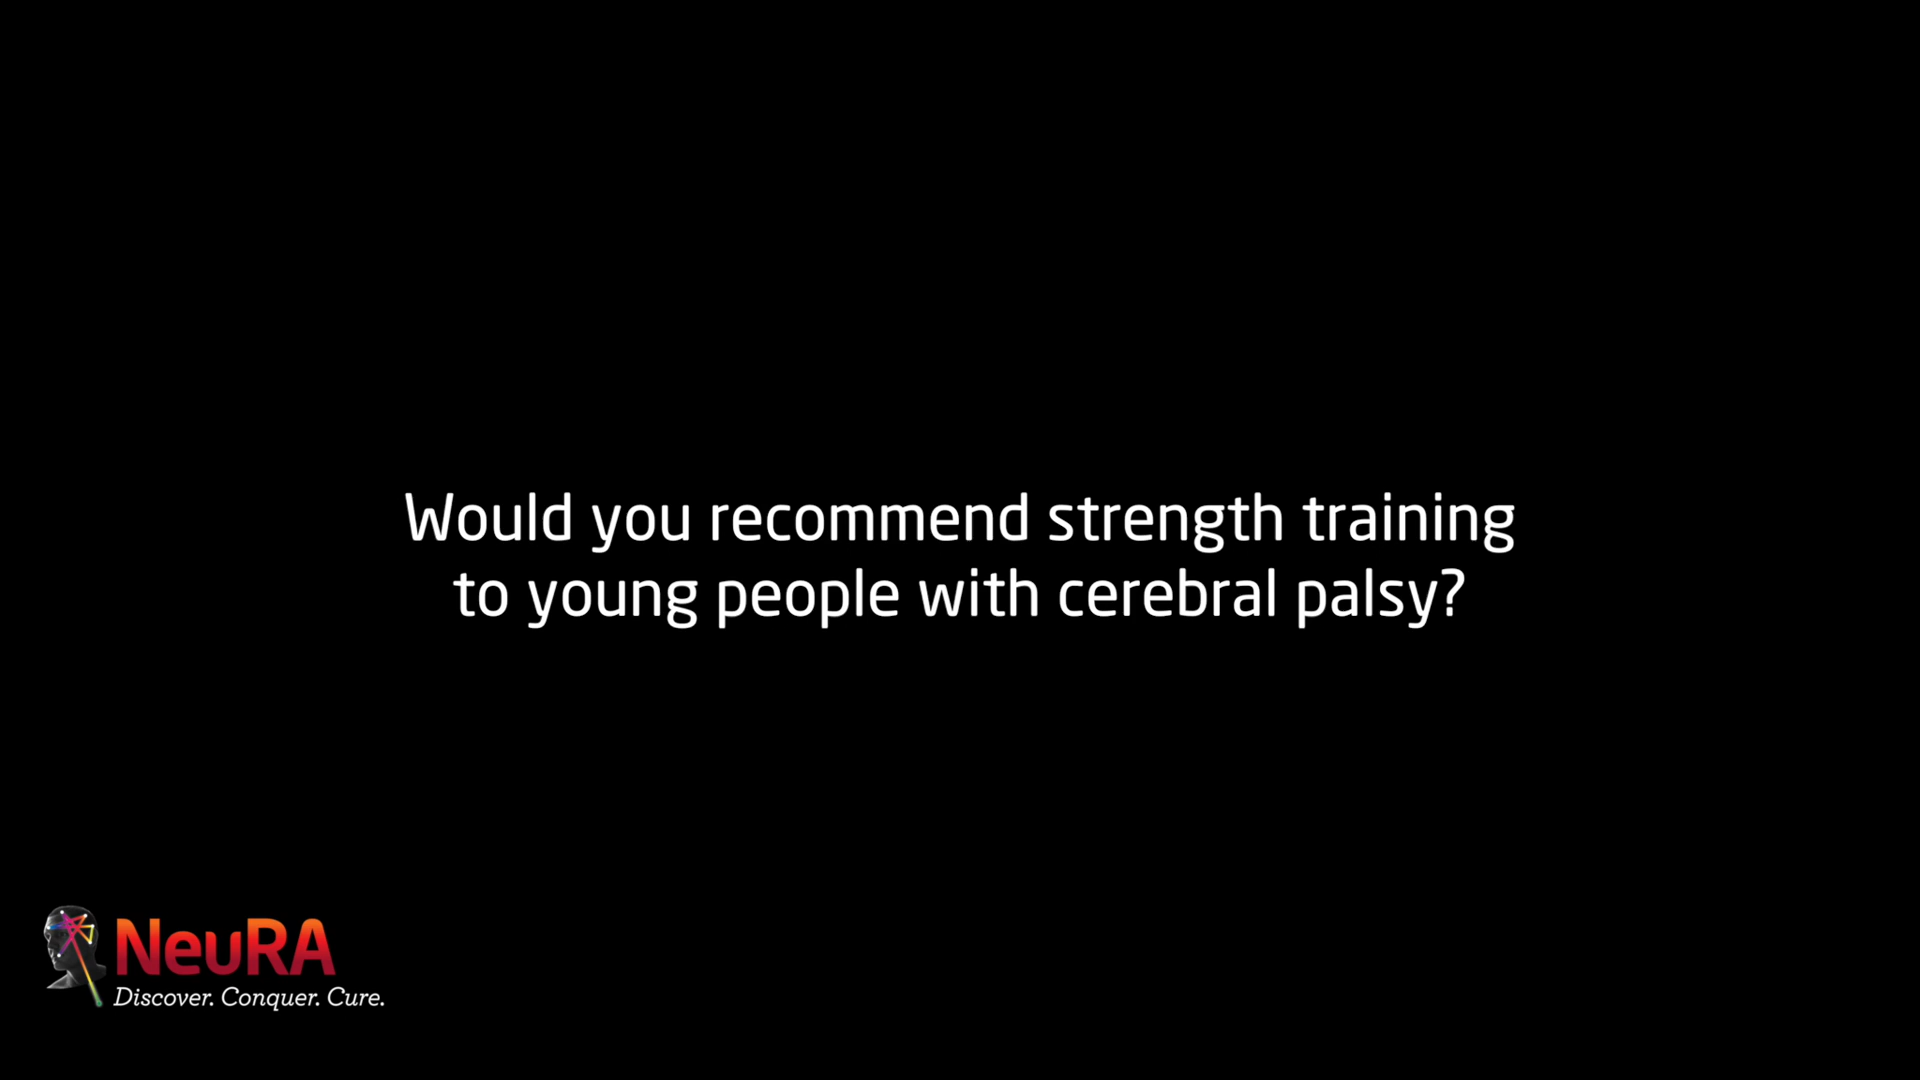 Would you recommend strength training
to young people with cerebral palsy?
NeuRA
Discover. Conquer. Cure.